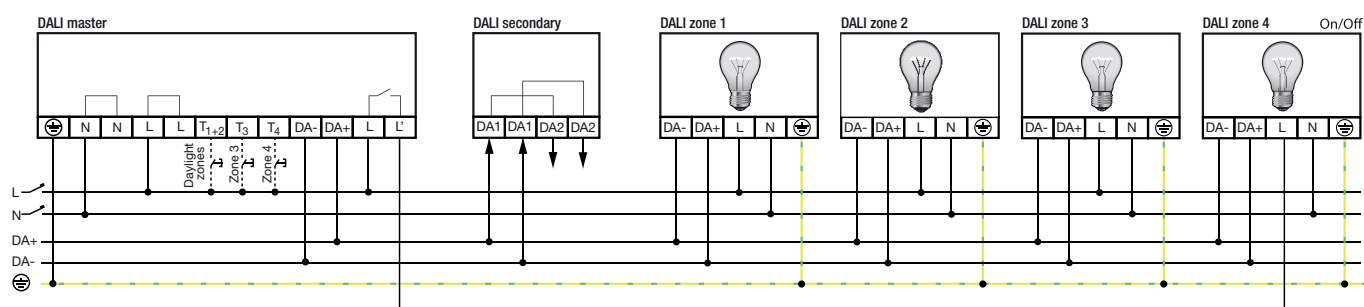 DALI master
DALI secondary
DALI zone 1
DALI zone 2
DALI zone 3
DALI zone 4
On/Off
N N L L T1+2 T3 T4 DA- DA+ L L'
DA1 DA1 DA2 DA2
DA- DA+ L N
DA- DA+ L N
DA- DA+ L N
DA- DA+ L N
Daylight
zones
Zone 3
Zone 4
L
N
DA+
DA-